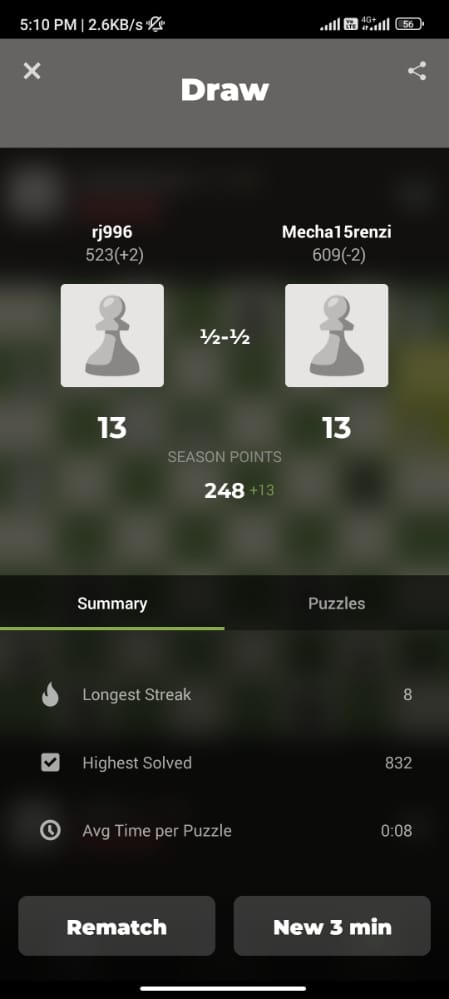 5:10 PM | 2.6KB/s
Vo LTE 4G+ 56
Draw
rj996
Mecha15renzi
523(+2)
609(-2)
½-½
13
13
SEASON POINTS
248 +13
Summary
Puzzles
Longest Streak
8
Highest Solved
832
Avg Time per Puzzle
0:08
Rematch
New 3 min